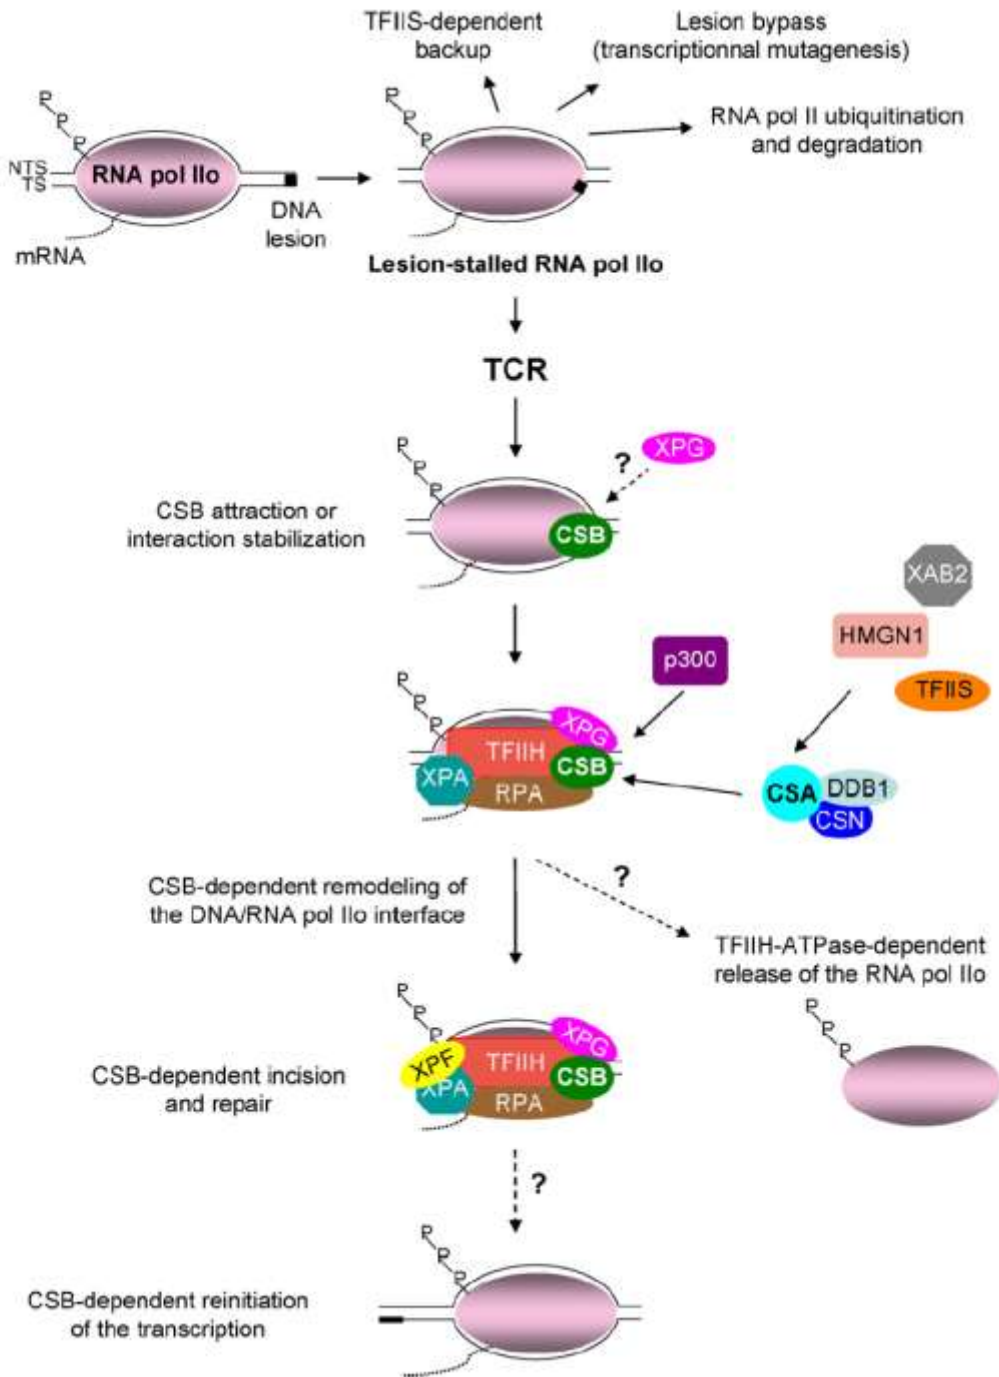 TFIIS-dependent
backup
Lesion bypass
(transcriptionnal mutagenesis)
RNA pol II ubiquitination
and degradation
P
P
P
NTS
TS
RNA pol IIo
mRNA
DNA
lesion
P
P
P
Lesion-stalled RNA pol IIo
TCR
P
P
P
?
XPG
CSB attraction or
interaction stabilization
CSB
XAB2
HMGN1
TFIIS
p300
P
P
P
XPG
TFIIH
XPA
CSB
RPA
CSA
DDB1
CSN
CSB-dependent remodeling of
the DNA/RNA pol IIo interface
?
TFIIH-ATPase-dependent
release of the RNA pol IIo
P
P
P
P
P
P
XPG
XPF
TFIIH
XPA
CSB
RPA
CSB-dependent incision
and repair
?
P
P
P
CSB-dependent reinitiation
of the transcription